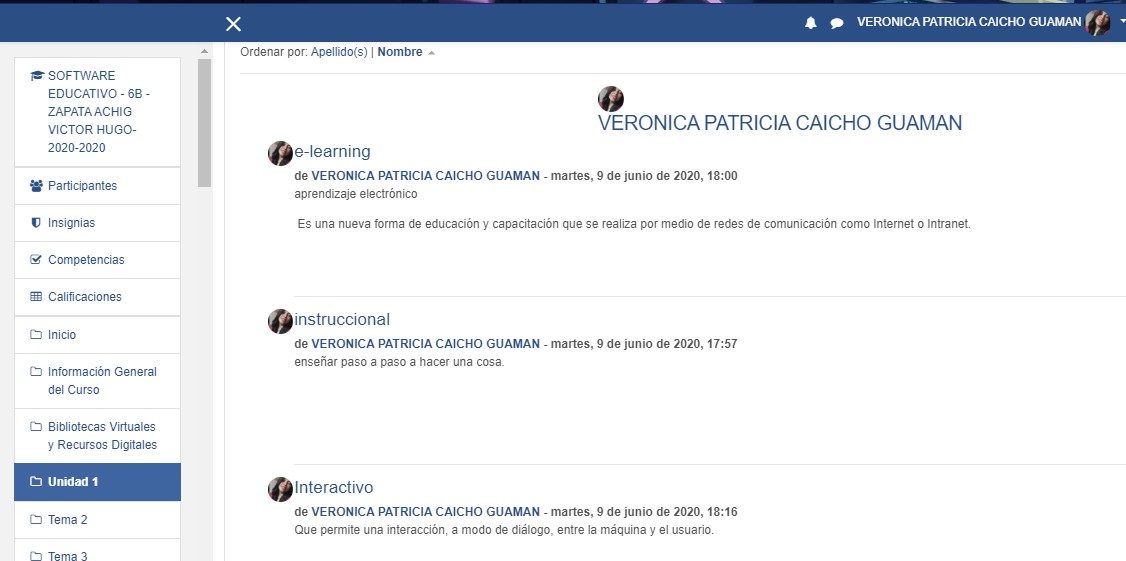 VERONICA PATRICIA CAICHO GUAMAN
Ordenar por: Apellido(s) | Nombre
SOFTWARE
EDUCATIVO - 6B -
ZAPATA ACHIG
VICTOR HUGO-
2020-2020
Participantes
Insignias
Competencias
Calificaciones
Inicio
Información General
del Curso
Bibliotecas Virtuales
y Recursos Digitales
Unidad 1
Tema 2
Tema 3
VERONICA PATRICIA CAICHO GUAMAN
e-learning
de VERONICA PATRICIA CAICHO GUAMAN - martes, 9 de junio de 2020, 18:00
aprendizaje electrónico
Es una nueva forma de educación y capacitación que se realiza por medio de redes de comunicación como Internet o Intranet.
instruccional
de VERONICA PATRICIA CAICHO GUAMAN - martes, 9 de junio de 2020, 17:57
enseñar paso a paso a hacer una cosa.
Interactivo
de VERONICA PATRICIA CAICHO GUAMAN - martes, 9 de junio de 2020, 18:16
Que permite una interacción, a modo de diálogo, entre la máquina y el usuario.